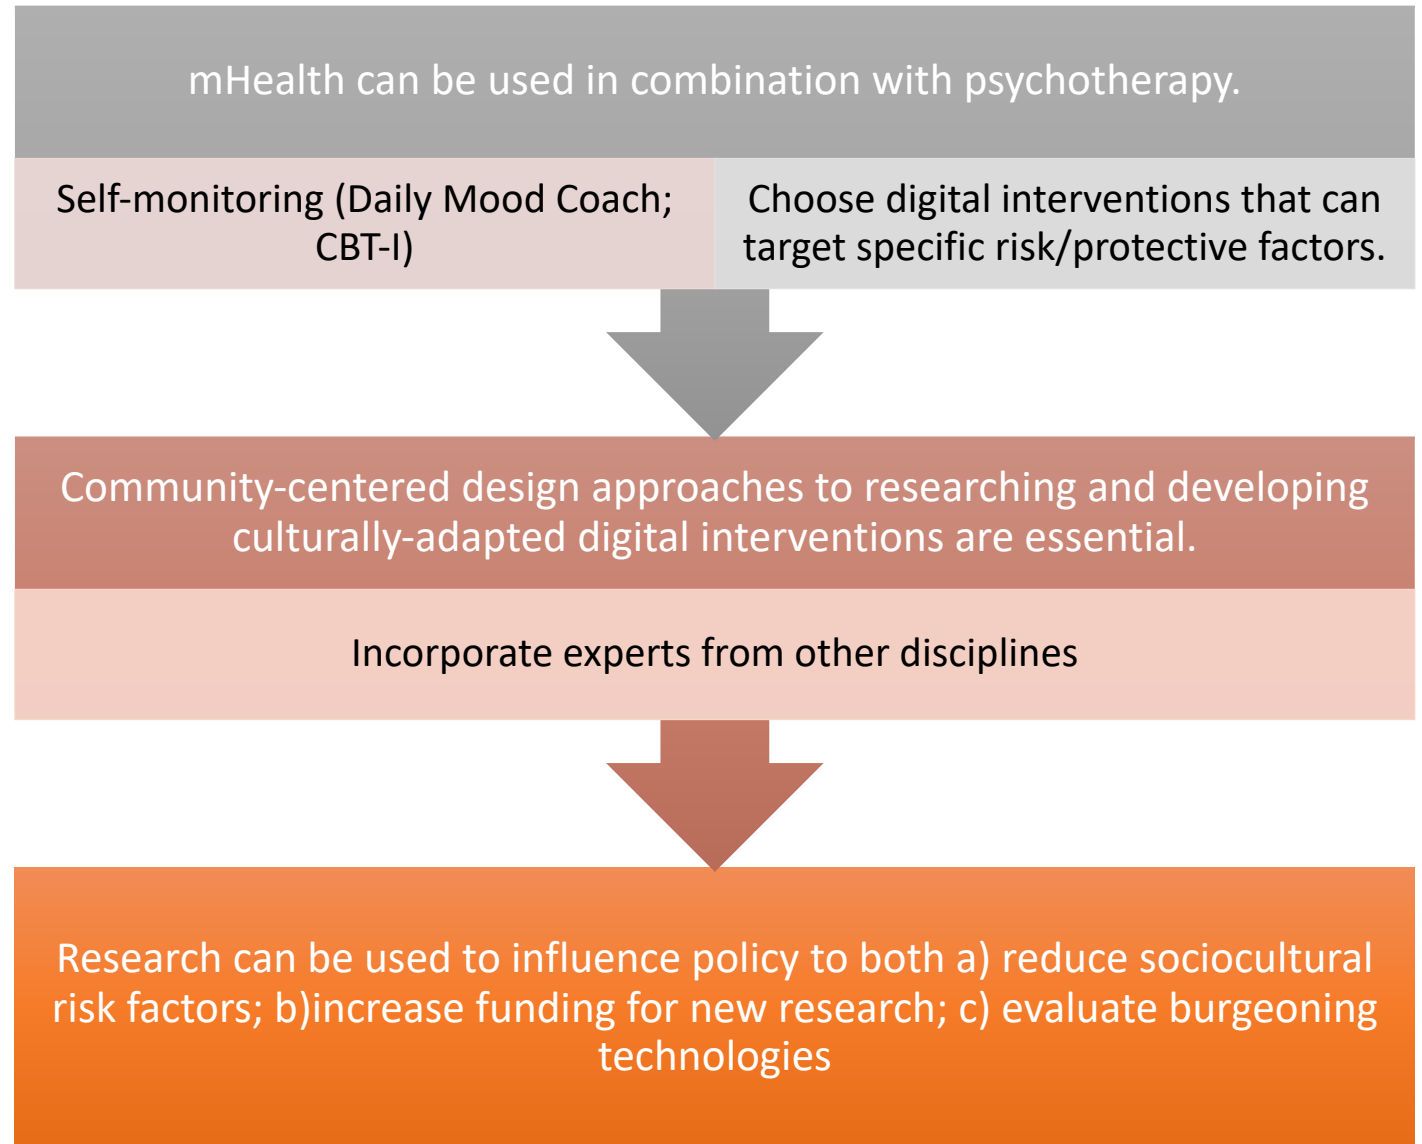 mHealth can be used in combination with psychotherapy.
Self-monitoring (Daily Mood Coach;
CBT-I)
Choose digital interventions that can
target specific risk/protective factors.
Community-centered design approaches to researching and developing
culturally-adapted digital interventions are essential.
Incorporate experts from other disciplines
Research can be used to influence policy to both a) reduce sociocultural
risk factors; b)increase funding for new research; c) evaluate burgeoning
technologies